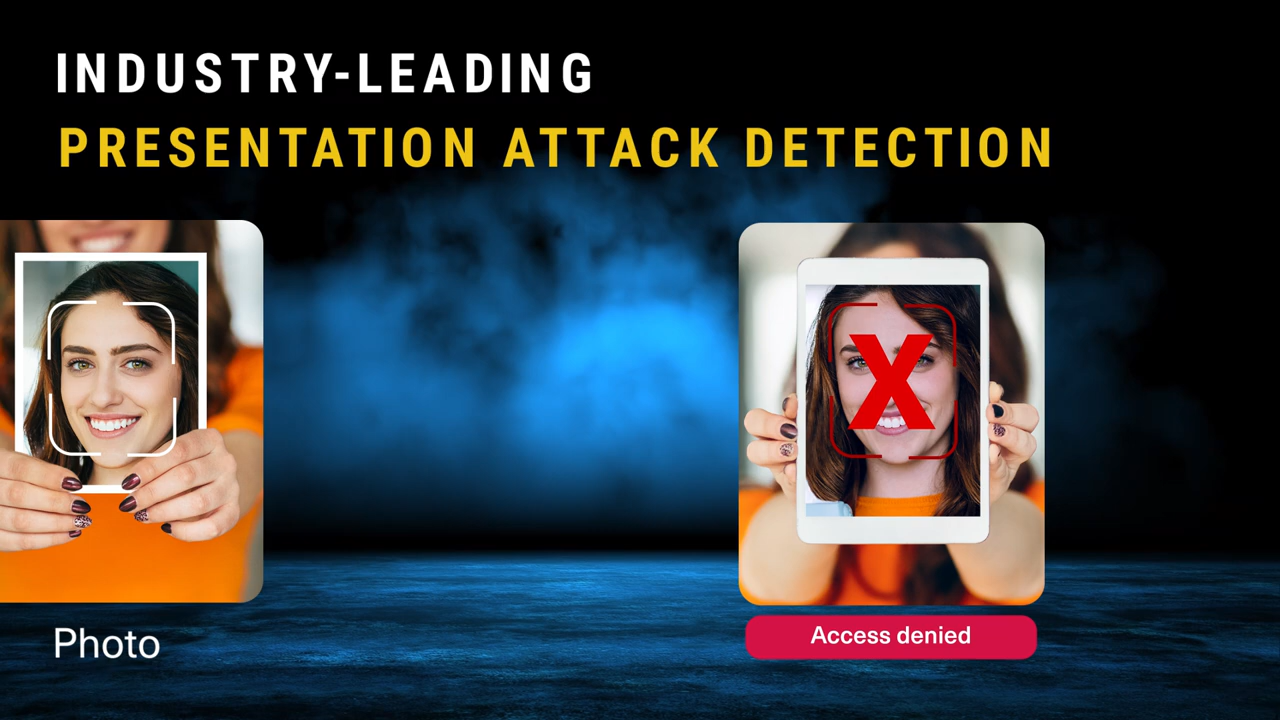 INDUSTRY-LEADING
PRESENTATION ATTACK DETECTION
X
Photo
Access denied